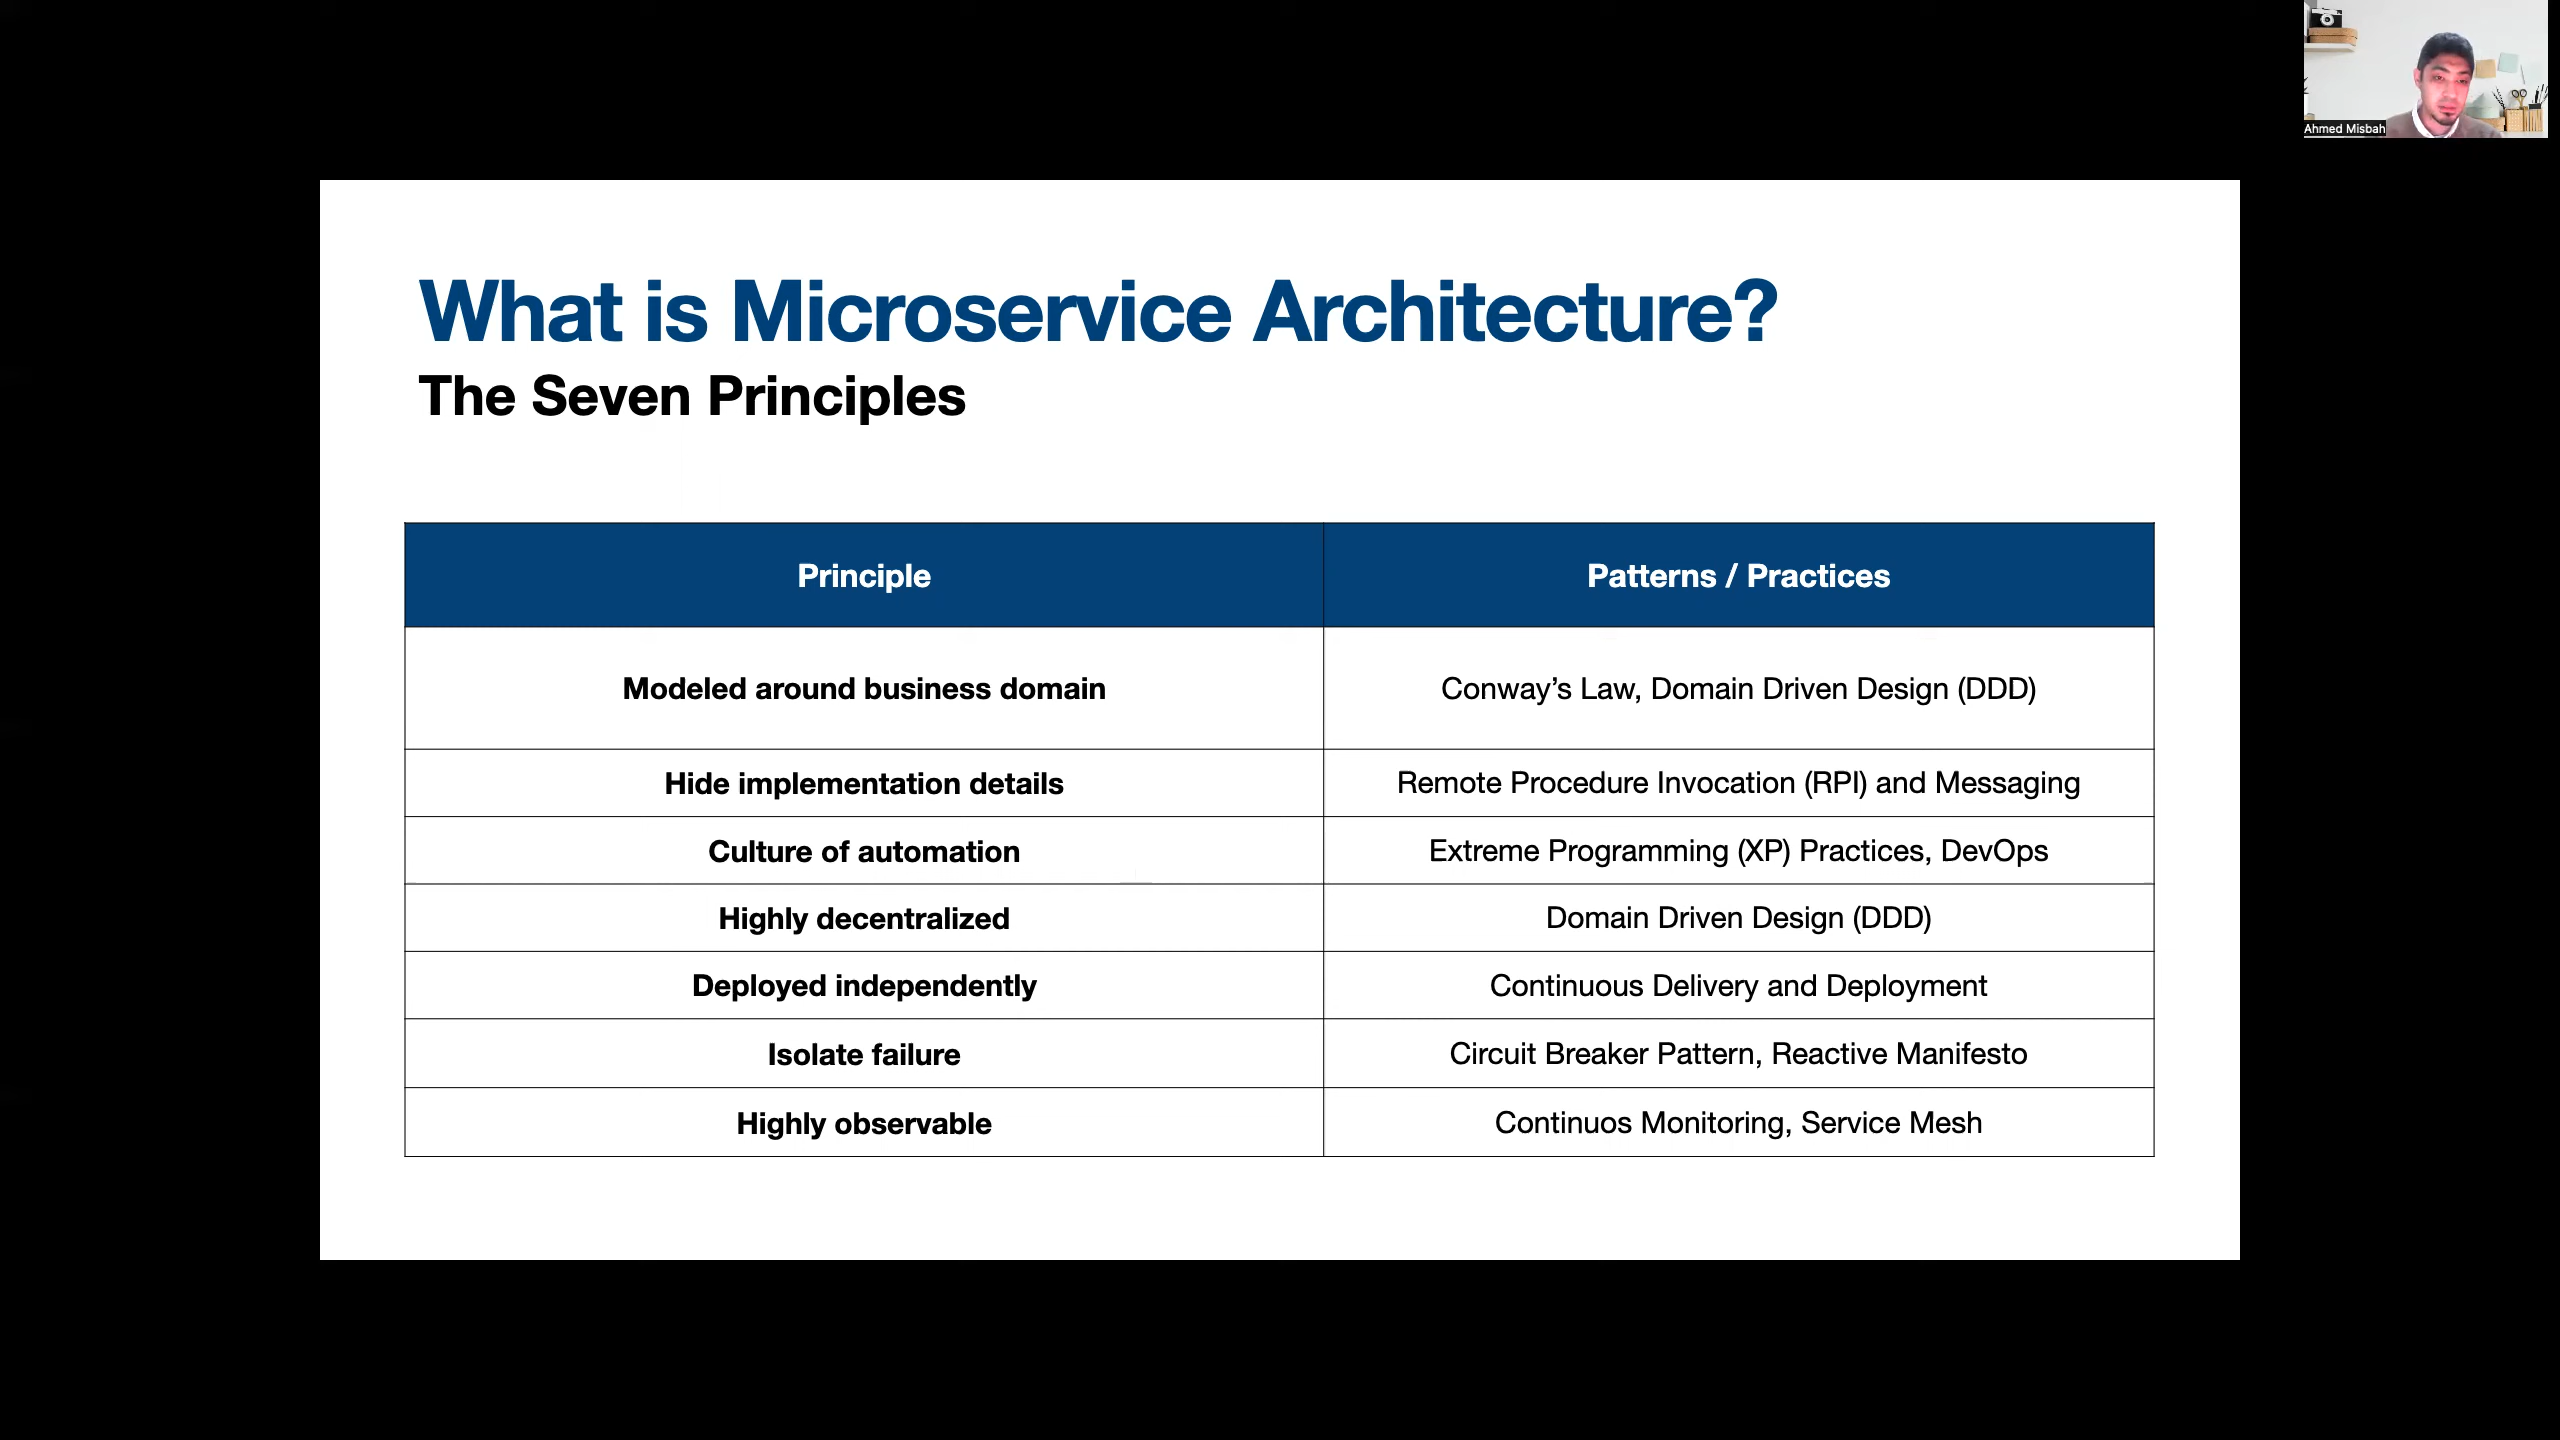 Ahmed Misbah
What is Microservice Architecture?
The Seven Principles
Principle
Patterns / Practices
Modeled around business domain
Conway’s Law, Domain Driven Design (DDD)
Hide implementation details
Remote Procedure Invocation (RPI) and Messaging
Culture of automation
Extreme Programming (XP) Practices, DevOps
Highly decentralized
Domain Driven Design (DDD)
Deployed independently
Continuous Delivery and Deployment
Isolate failure
Circuit Breaker Pattern, Reactive Manifesto
Highly observable
Continuos Monitoring, Service Mesh